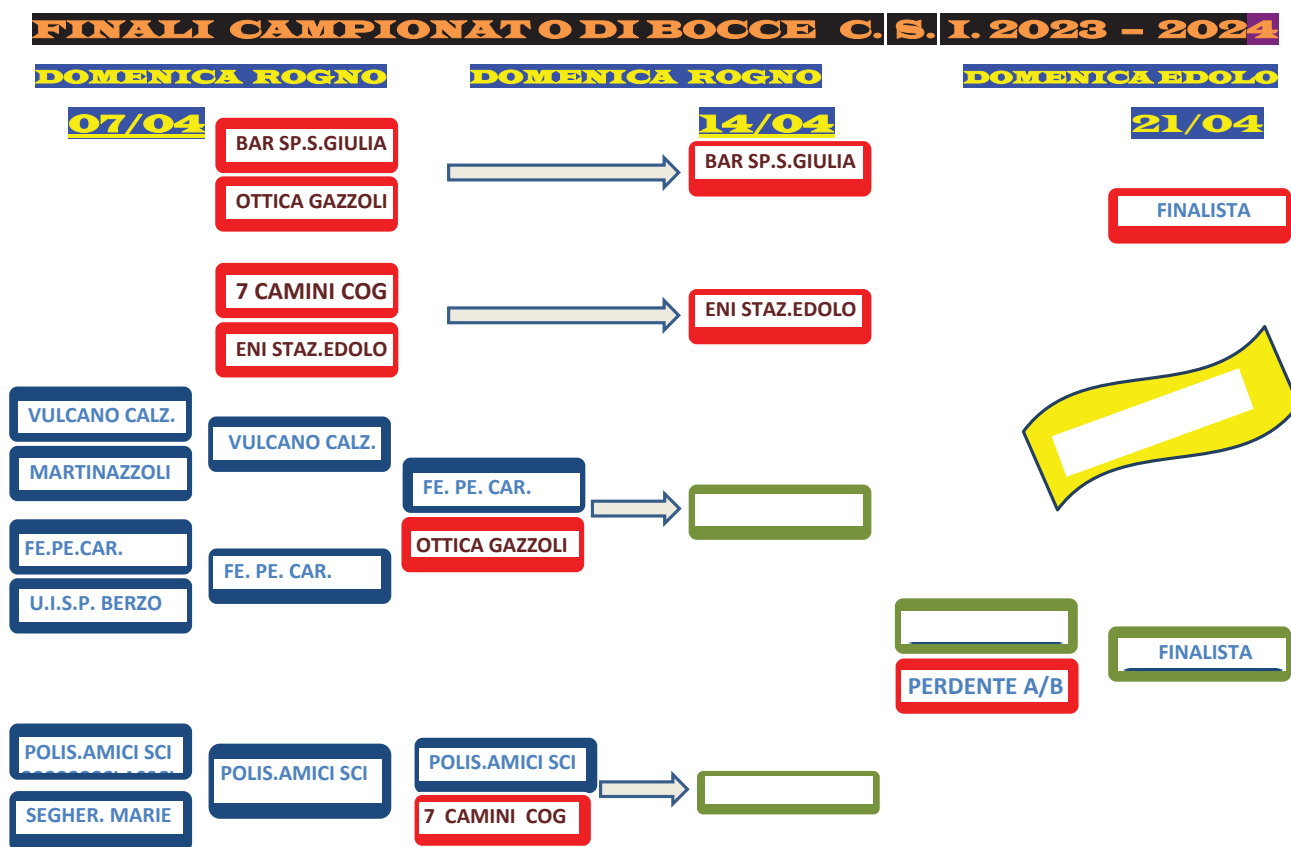 FINALI CAMPIONATO DI BOCCE C. S. I. 2023 – 2024
DOMENICA ROGNO
DOMENICA ROGNO
DOMENICA EDOLO
07/04
14/04
21/04
BAR SP.S.GIULIA
BAR SP.S.GIULIA
OTTICA GAZZOLI
FINALISTA
7 CAMINI COG
ENI STAZ.EDOLO
ENI STAZ.EDOLO
VULCANO CALZ.
VULCANO CALZ.
MARTINAZZOLI
FE. PE. CAR.
OTTICA GAZZOLI
FE.PE.CAR.
FE. PE. CAR.
U.I.S.P. BERZO
FINALISTA
PERDENTE A/B
POLIS.AMICI SCI
POLIS.AMICI SCI
POLIS.AMICI SCI
SEGHER. MARIE
7 CAMINI COG